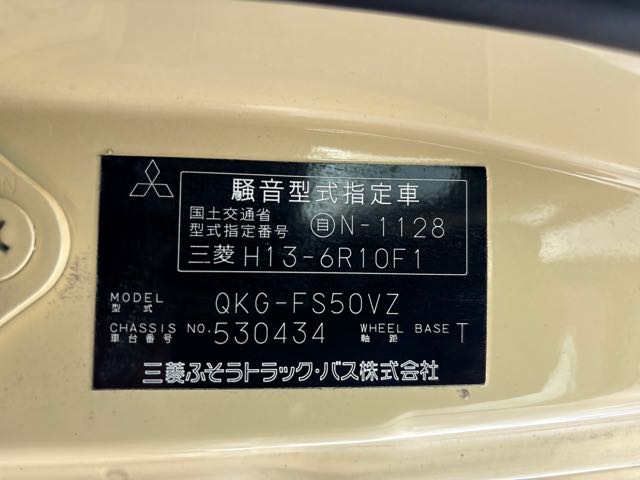 騒音型式指定車
国土交通省
型式指定番号 自N-1128
三菱 H13-6R10F1
MODEL
型式 QKG-FS50VZ
CHASSIS NO. 530434 WHEEL BASE T
車台番号 軸距
三菱ふそうトラック・バス株式会社